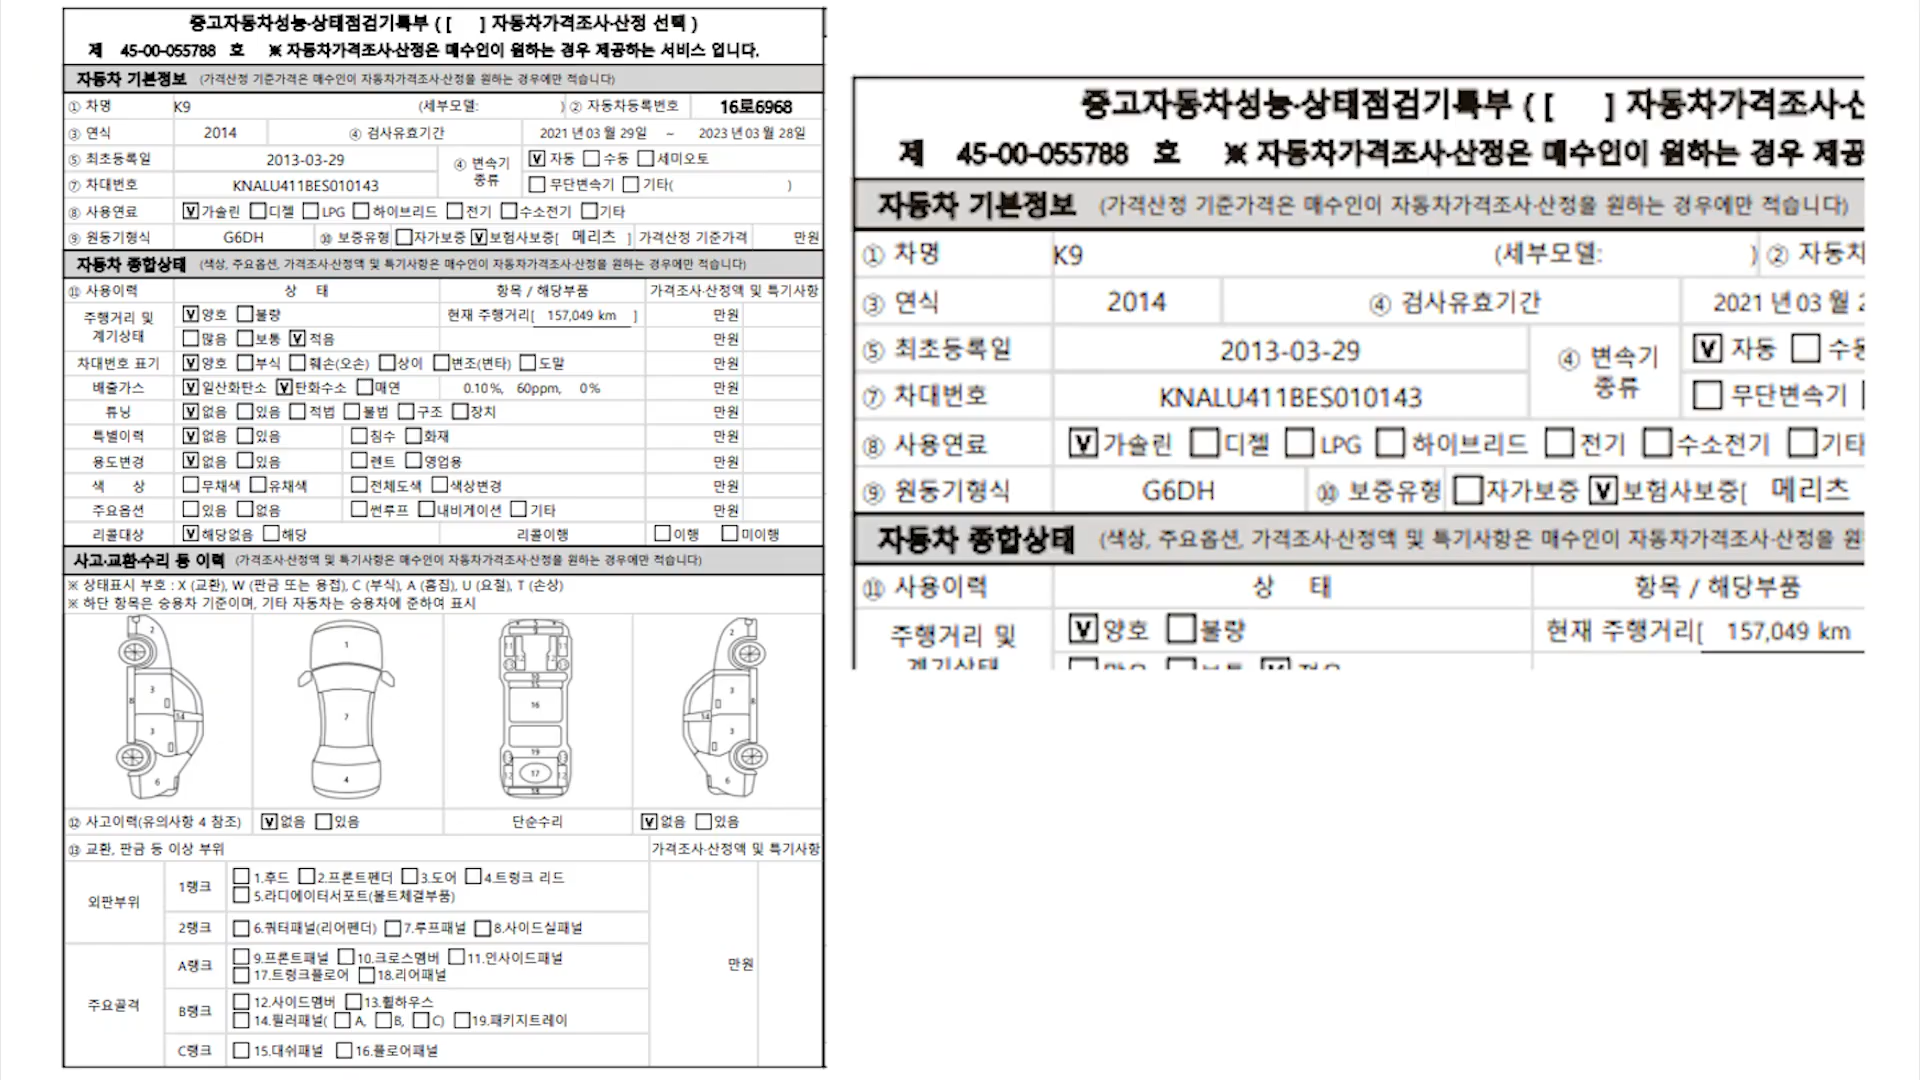 중고자동차성능·상태점검기록부 ( [ ] 자동차가격조사·산정 선택 )
제 45-00-055788 호 ※ 자동차가격조사·산정은 매수인이 원하는 경우 제공하는 서비스 입니다.
자동차 기본정보 (가격산정 기준가격은 매수인이 자동차가격조사·산정을 원하는 경우에만 적습니다)
① 차명 K9 (세부모델: ) ② 자동차등록번호 16로6968
③ 연식 2014 ④ 검사유효기간 2021 년 03 월 29일 ~ 2023 년 03 월 28일
⑤ 최초등록일 2013-03-29 ④ 변속기 종류 V 자동 수동 세미오토
⑦ 차대번호 KNALU411BES010143 무단변속기 기타( )
⑧ 사용연료 V 가솔린 디젤 LPG 하이브리드 전기 수소전기 기타
⑨ 원동기형식 G6DH ⑩ 보증유형 자가보증 V 보험사보증[ 메리츠 ] 가격산정 기준가격 만원
자동차 종합상태 (색상, 주요옵션, 가격조사·산정액 및 특기사항은 매수인이 자동차가격조사·산정을 원하는 경우에만 적습니다)
⑪ 사용이력 상 태 항목 / 해당부품 가격조사·산정액 및 특기사항
주행거리 및 계기상태 V 양호 불량 현재 주행거리[ 157,049 km ] 만원
많음 보통 V 적음 만원
차대번호 표기 V 양호 부식 훼손(오손) 상이 변조(변타) 도말 만원
배출가스 V 일산화탄소 V 탄화수소 매연 0.10 %, 60ppm, 0 % 만원
튜닝 V 없음 있음 적법 불법 구조 장치 만원
특별이력 V 없음 있음 침수 화재 만원
용도변경 V 없음 있음 렌트 영업용 만원
색 상 무채색 유채색 전체도색 색상변경 만원
주요옵션 있음 없음 썬루프 내비게이션 기타 만원
리콜대상 V 해당없음 해당 리콜이행 이행 미이행
사고·교환·수리 등 이력 (가격조사·산정액 및 특기사항은 매수인이 자동차가격조사·산정을 원하는 경우에만 적습니다)
※ 상태표시 부호 : X (교환), W (판금 또는 용접), C (부식), A (흠집), U (요철), T (손상)
※ 하단 항목은 승용차 기준이며, 기타 자동차는 승용차에 준하여 표시
2 3 8 14 3 6
1 7 4
5 9 11 11 12 12 13 13 10 15 16 19 13 13 12 12 17 18
2 3 8 14 3 6
⑫ 사고이력(유의사항 4 참조) V 없음 있음 단순수리 V 없음 있음
⑬ 교환, 판금 등 이상 부위 가격조사·산정액 및 특기사항
외판부위 1랭크 1.후드 2.프론트펜더 3.도어 4.트렁크 리드
5.라디에이터서포트(볼트체결부품)
2랭크 6.쿼터패널(리어펜더) 7.루프패널 8.사이드실패널
주요골격 A랭크 9.프론트패널 10.크로스멤버 11.인사이드패널
17.트렁크플로어 18.리어패널
만원
B랭크 12.사이드멤버 13.휠하우스
14.필러패널( A, B, C) 19.패키지트레이
C랭크 15.대쉬패널 16.플로어패널
중고자동차성능·상태점검기록부 ( [ ] 자동차가격조사·산
제 45-00-055788 호 ※ 자동차가격조사·산정은 매수인이 원하는 경우 제공
자동차 기본정보 (가격산정 기준가격은 매수인이 자동차가격조사·산정을 원하는 경우에만 적습니다)
① 차명 K9 (세부모델: ) ② 자동차
③ 연식 2014 ④ 검사유효기간 2021 년 03 월 2
⑤ 최초등록일 2013-03-29 ④ 변속기 종류 V 자동 수동
⑦ 차대번호 KNALU411BES010143 무단변속기
⑧ 사용연료 V 가솔린 디젤 LPG 하이브리드 전기 수소전기 기타
⑨ 원동기형식 G6DH ⑩ 보증유형 자가보증 V 보험사보증[ 메리츠
자동차 종합상태 (색상, 주요옵션, 가격조사·산정액 및 특기사항은 매수인이 자동차가격조사·산정을 원
⑪ 사용이력 상 태 항목 / 해당부품
주행거리 및 계기상태 V 양호 불량 현재 주행거리[ 157,049 km
많음 보통 V 적음